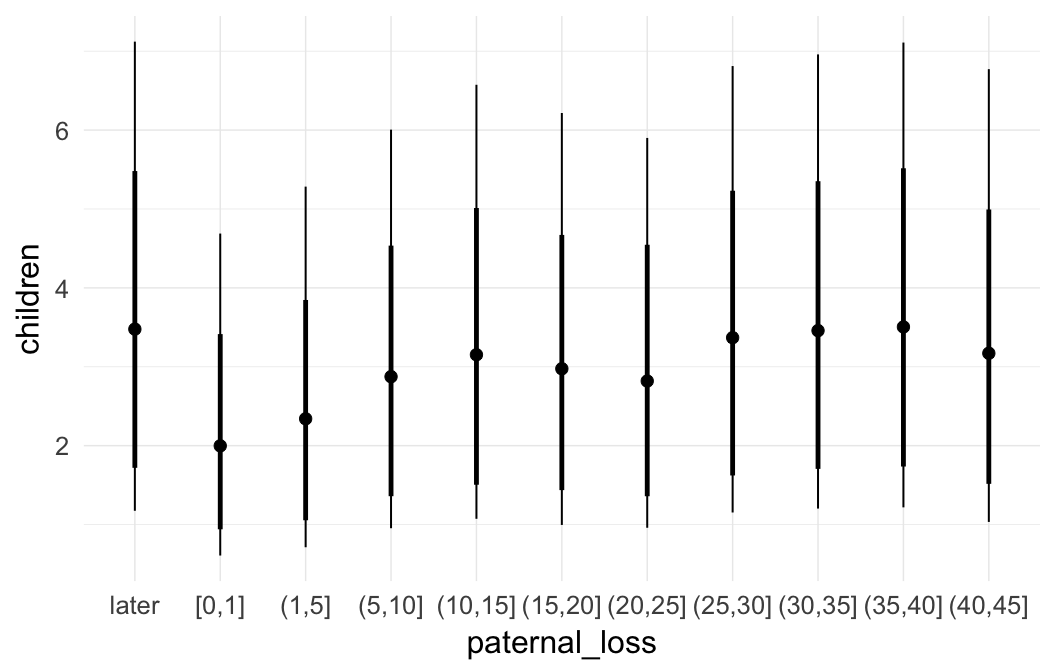 children
6
4
2
later [0,1] (1,5] (5,10] (10,15] (15,20] (20,25] (25,30] (30,35] (35,40] (40,45]
paternal_loss